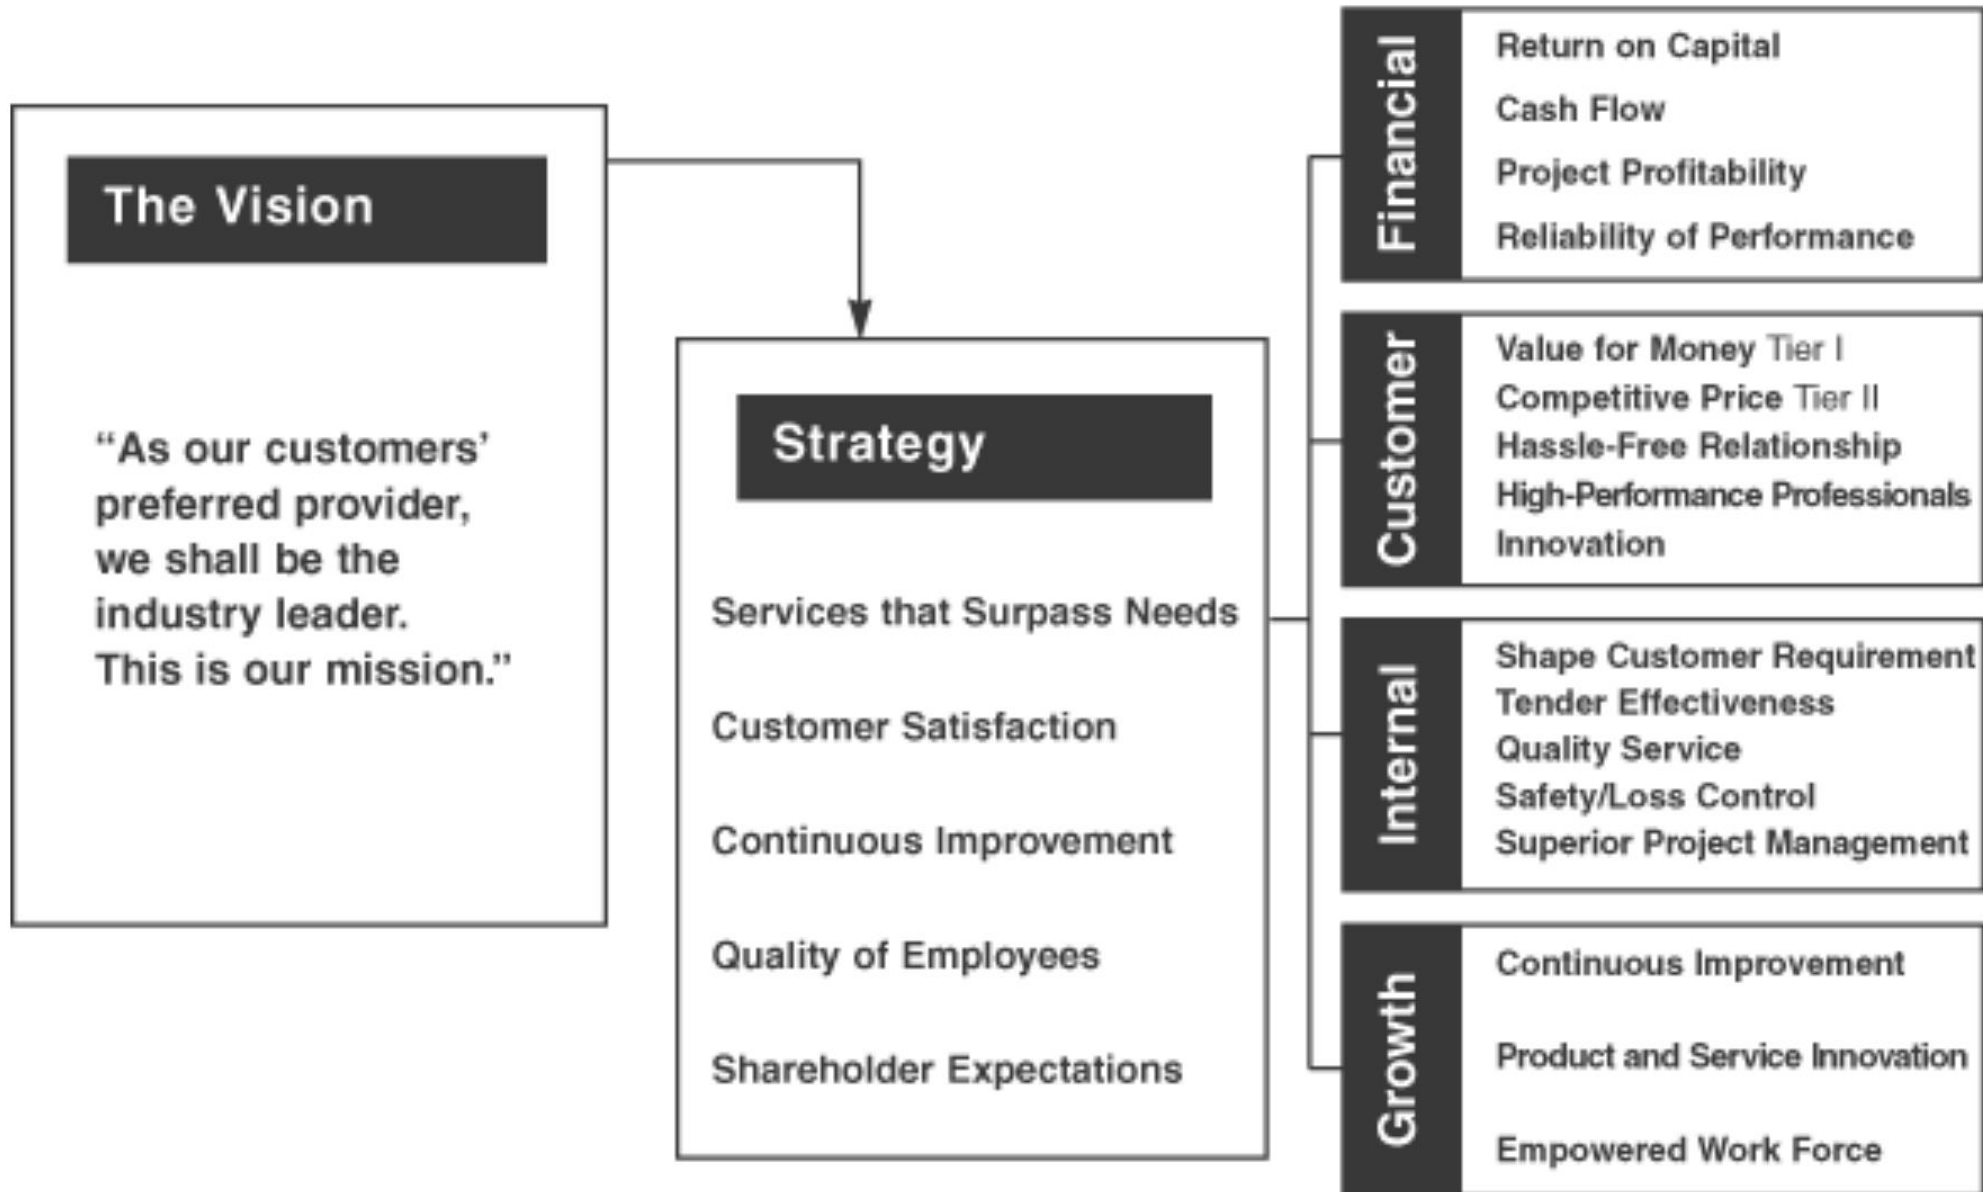 The Vision
“As our customers’
preferred provider,
we shall be the
industry leader.
This is our mission.”
Strategy
Services that Surpass Needs
Customer Satisfaction
Continuous Improvement
Quality of Employees
Shareholder Expectations
Financial
Return on Capital
Cash Flow
Project Profitability
Reliability of Performance
Customer
Value for Money Tier I
Competitive Price Tier II
Hassle-Free Relationship
High-Performance Professionals
Innovation
Internal
Shape Customer Requirement
Tender Effectiveness
Quality Service
Safety/Loss Control
Superior Project Management
Growth
Continuous Improvement
Product and Service Innovation
Empowered Work Force